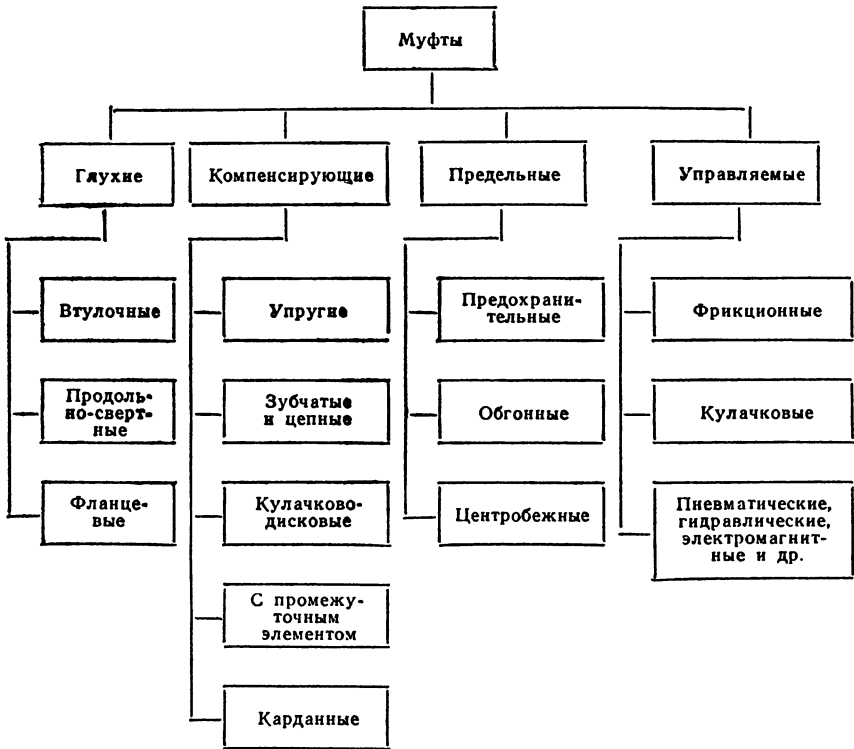 Муфты
Глухие
Компенсирующие
Предельные
Управляемые
Втулочные
Продоль-
но-сверт-
ные
Фланце-
вые
Упругие
Зубчатые
и цепные
Кулачково-
дисковые
С промежу-
точным
элементом
Карданные
Предохрани-
тельные
Обгонные
Центробежные
Фрикционные
Кулачковые
Пневматические,
гидравлические,
электромагнит-
ные и др.